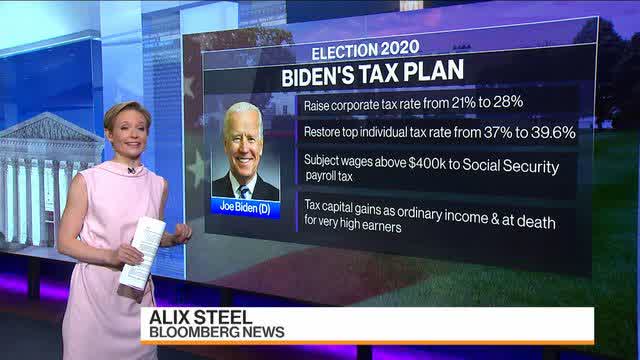 ELECTION 2020
BIDEN'S TAX PLAN
Raise corporate tax rate from 21% to 28%
Restore top individual tax rate from 37% to 39.6%
Subject wages above $400k to Social Security
payroll tax
Tax capital gains as ordinary income & at death
for very high earners
Joe Biden (D)
ALIX STEEL
BLOOMBERG NEWS